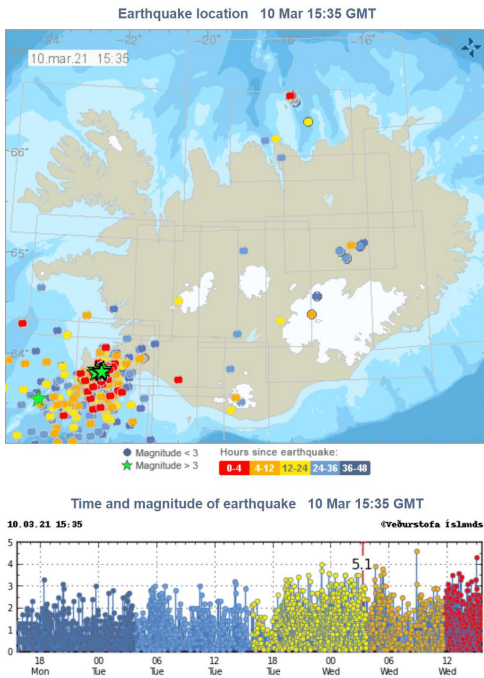 Earthquake location 10 Mar 15:35 GMT
-24° -22° -20° -18° -16°
10.mar.21 15:35
66°
65°
64°
Magnitude < 3 Hours since earthquake:
Magnitude > 3 0-4 4-12 12-24 24-36 36-48
Time and magnitude of earthquake 10 Mar 15:35 GMT
10.03.21 15:35 ©Veðurstofa Íslands
5
5.1
4
3
2
1
0
18 00 06 12 18 00 06 12
Mon Tue Tue Tue Tue Wed Wed Wed